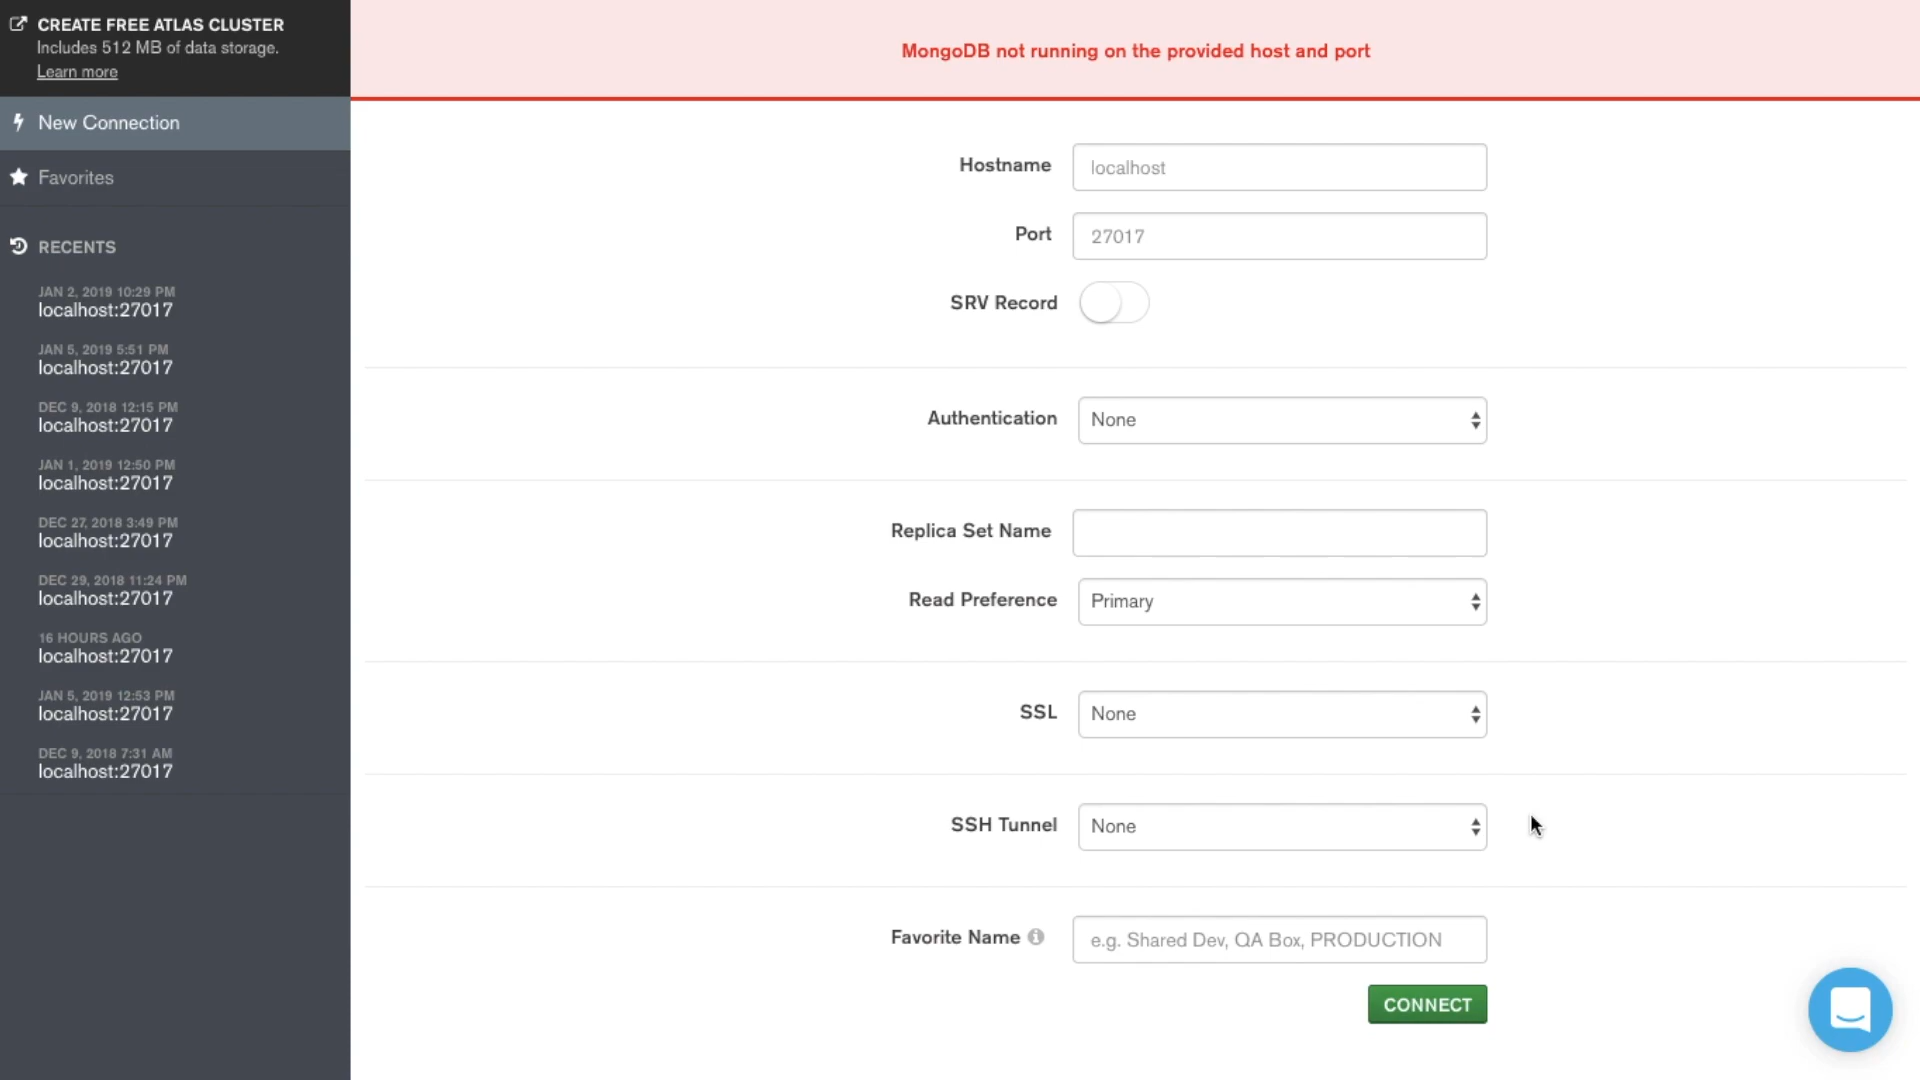 CREATE FREE ATLAS CLUSTER
Includes 512 MB of data storage.
Learn more
New Connection
Favorites
RECENTS
JAN 2, 2019 10:29 PM
localhost:27017
JAN 5, 2019 5:51 PM
localhost:27017
DEC 9, 2018 12:15 PM
localhost:27017
JAN 1, 2019 12:50 PM
localhost:27017
DEC 27, 2018 3:49 PM
localhost:27017
DEC 29, 2018 11:24 PM
localhost:27017
16 HOURS AGO
localhost:27017
JAN 5, 2019 12:53 PM
localhost:27017
DEC 9, 2018 7:31 AM
localhost:27017
MongoDB not running on the provided host and port
Hostname localhost
Port 27017
SRV Record
Authentication None
Replica Set Name
Read Preference Primary
SSL None
SSH Tunnel None
Favorite Name e.g. Shared Dev, QA Box, PRODUCTION
CONNECT